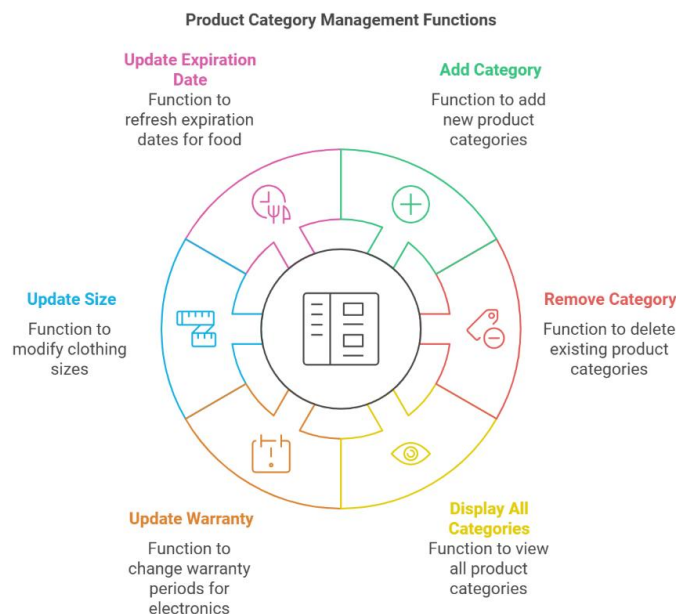 Product Category Management Functions
Update Expiration
Date
Function to
refresh expiration
dates for food
Add Category
Function to add
new product
categories
Update Size
Function to
modify clothing
sizes
Remove Category
Function to delete
existing product
categories
Update Warranty
Function to
change warranty
periods for
electronics
Display All
Categories
Function to view
all product
categories